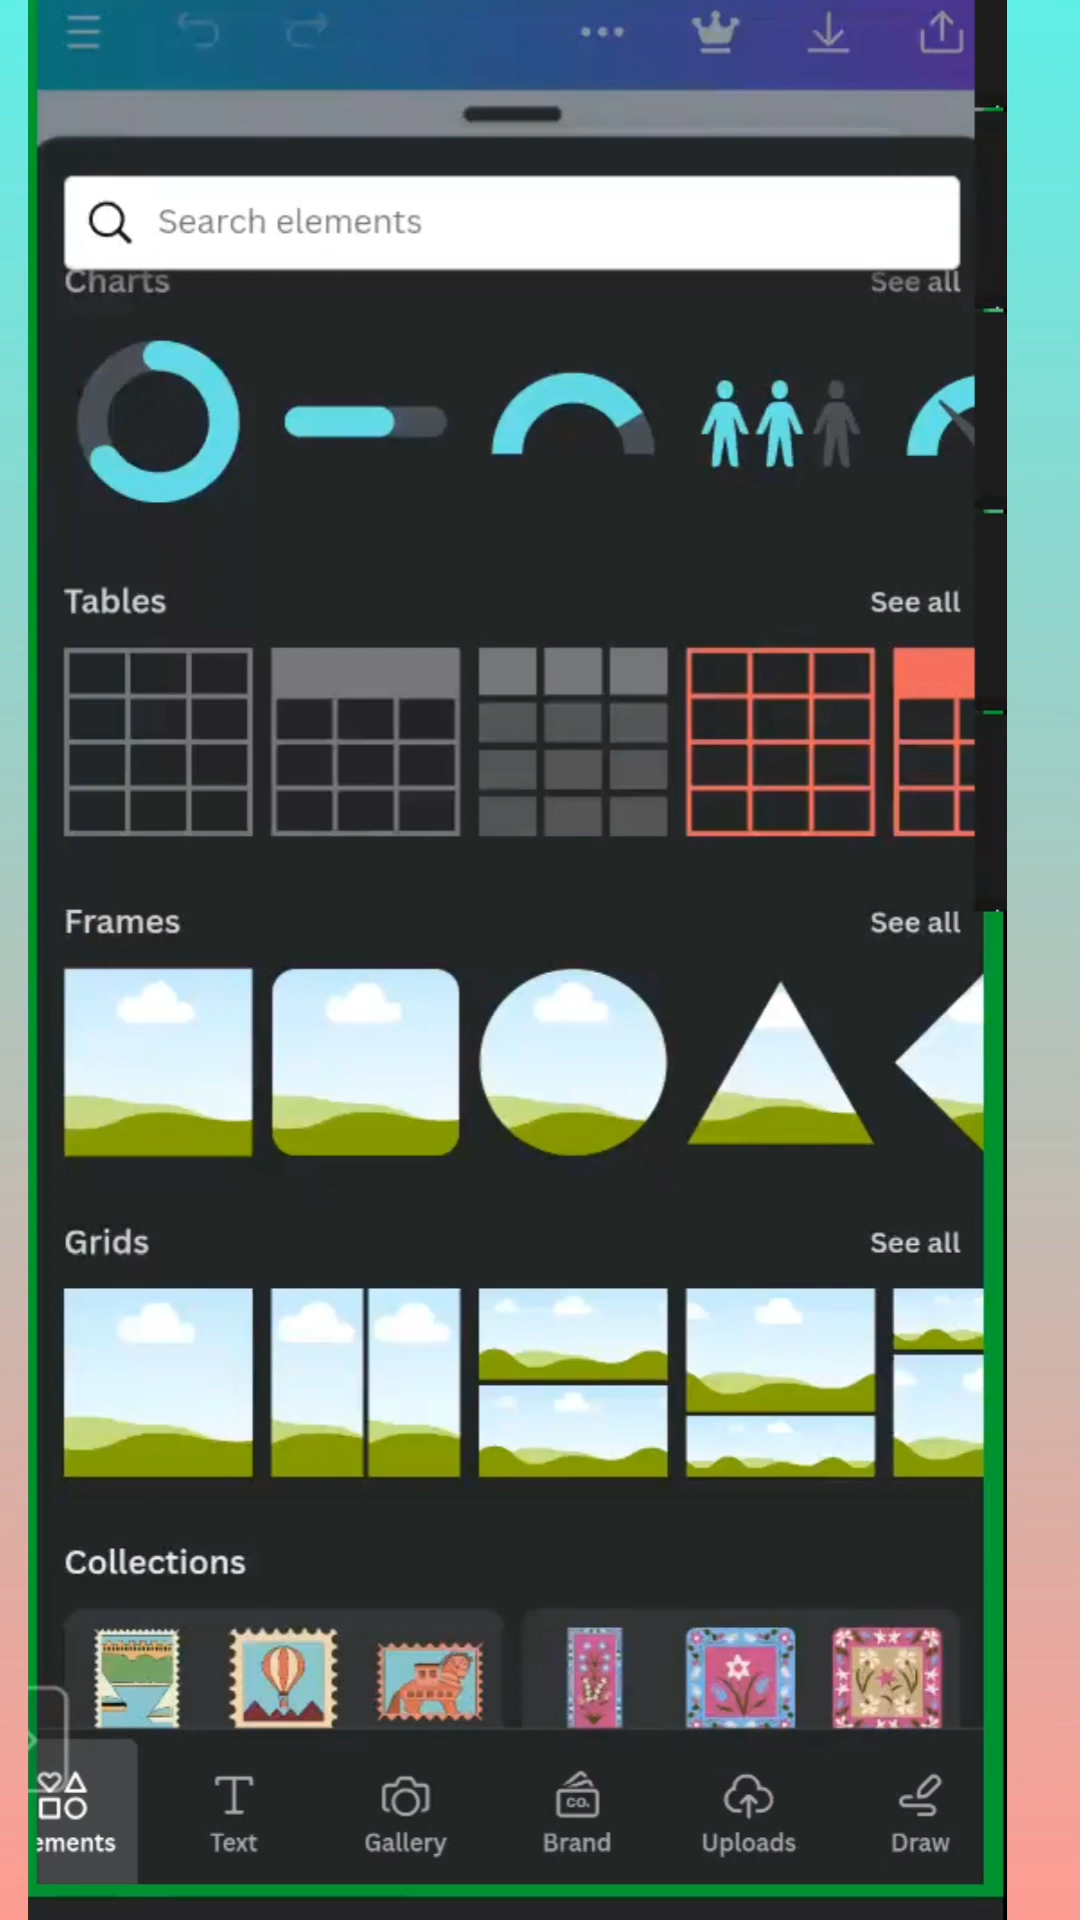 Search elements
Charts See all
Tables See all
Frames See all
Grids See all
Collections
ements
Text
Gallery
CO.
Brand
Uploads
Draw